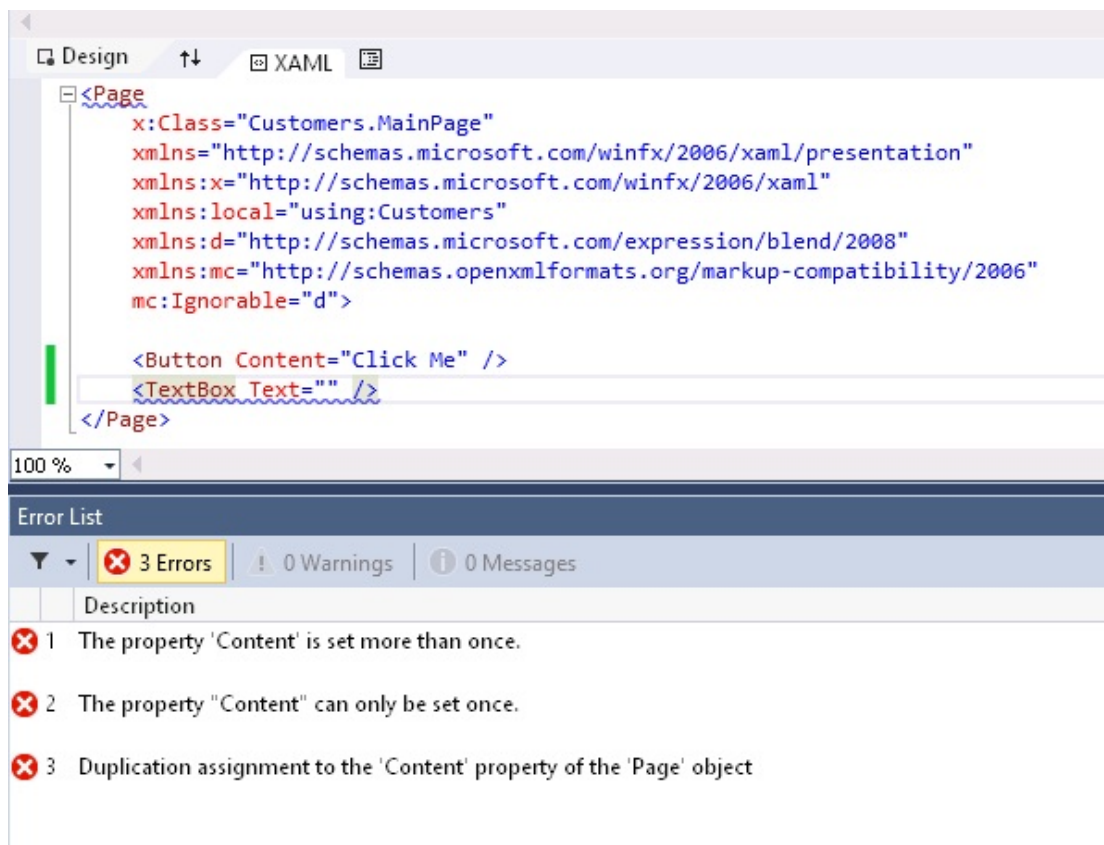 Design XAML
<Page
x:Class="Customers.MainPage"
xmlns="http://schemas.microsoft.com/winfx/2006/xaml/presentation"
xmlns:x="http://schemas.microsoft.com/winfx/2006/xaml"
xmlns:local="using:Customers"
xmlns:d="http://schemas.microsoft.com/expression/blend/2008"
xmlns:mc="http://schemas.openxmlformats.org/markup-compatibility/2006"
mc:Ignorable="d">
<Button Content="Click Me" />
<TextBox Text="" />
</Page>
100 %
Error List
3 Errors 0 Warnings 0 Messages
Description
1 The property 'Content' is set more than once.
2 The property "Content" can only be set once.
3 Duplication assignment to the 'Content' property of the 'Page' object